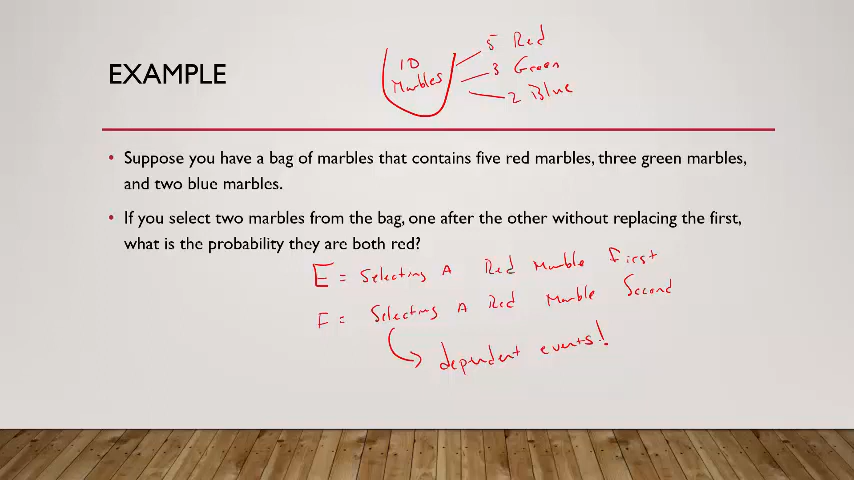 EXAMPLE
10
Marbles
5 Red
3 Green
2 Blue
• Suppose you have a bag of marbles that contains five red marbles, three green marbles,
and two blue marbles.
• If you select two marbles from the bag, one after the other without replacing the first,
what is the probability they are both red?
E = Selecting A Red Marble First
F = Selecting A Red Marble Second
dependent events!